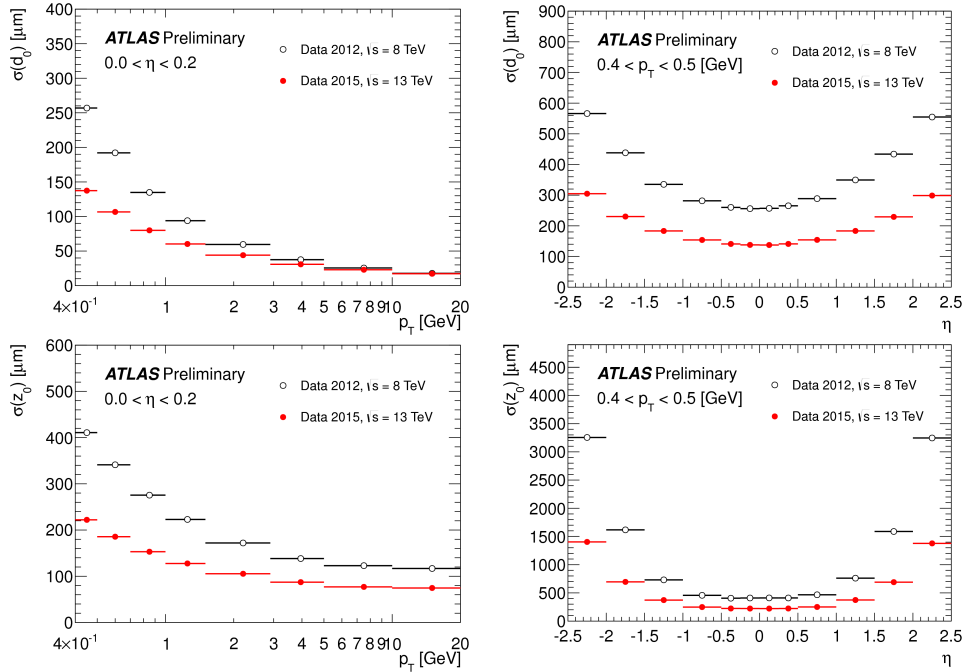 σ(d₀) [μm]
400
350
300
250
200
150
100
50
0
ATLAS Preliminary
0.0 < η < 0.2
Data 2012, √s = 8 TeV
Data 2015, √s = 13 TeV
4×10⁻¹ 1 2 3 4 5 6 7 8 9 10 20
p_T [GeV]
σ(d₀) [μm]
900
800
700
600
500
400
300
200
100
0
ATLAS Preliminary
0.4 < p_T < 0.5 [GeV]
Data 2012, √s = 8 TeV
Data 2015, √s = 13 TeV
-2.5 -2 -1.5 -1 -0.5 0 0.5 1 1.5 2 2.5
η
σ(z₀) [μm]
600
500
400
300
200
100
0
ATLAS Preliminary
0.0 < η < 0.2
Data 2012, √s = 8 TeV
Data 2015, √s = 13 TeV
4×10⁻¹ 1 2 3 4 5 6 7 8 9 10 20
p_T [GeV]
σ(z₀) [μm]
4500
4000
3500
3000
2500
2000
1500
1000
500
0
ATLAS Preliminary
0.4 < p_T < 0.5 [GeV]
Data 2012, √s = 8 TeV
Data 2015, √s = 13 TeV
-2.5 -2 -1.5 -1 -0.5 0 0.5 1 1.5 2 2.5
η